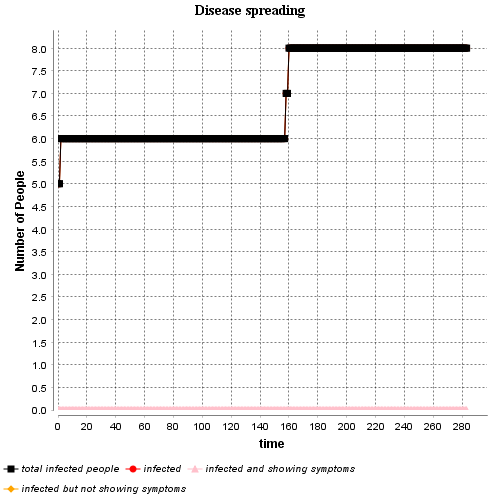 Disease spreading
8.0
7.5
7.0
6.5
6.0
5.5
5.0
4.5
4.0
3.5
3.0
2.5
2.0
1.5
1.0
0.5
0.0
Number of People
0 20 40 60 80 100 120 140 160 180 200 220 240 260 280
time
total infected people infected infected and showing symptoms
infected but not showing symptoms